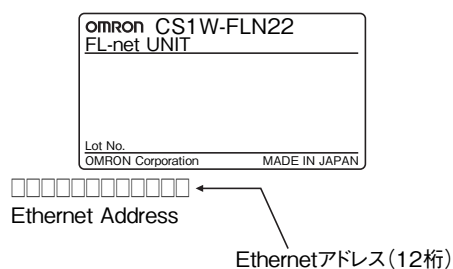 OMRON CS1W-FLN22
FL-net UNIT
Lot No.
OMRON Corporation MADE IN JAPAN
□□□□□□□□□□□□
Ethernet Address
Ethernetアドレス(12桁)